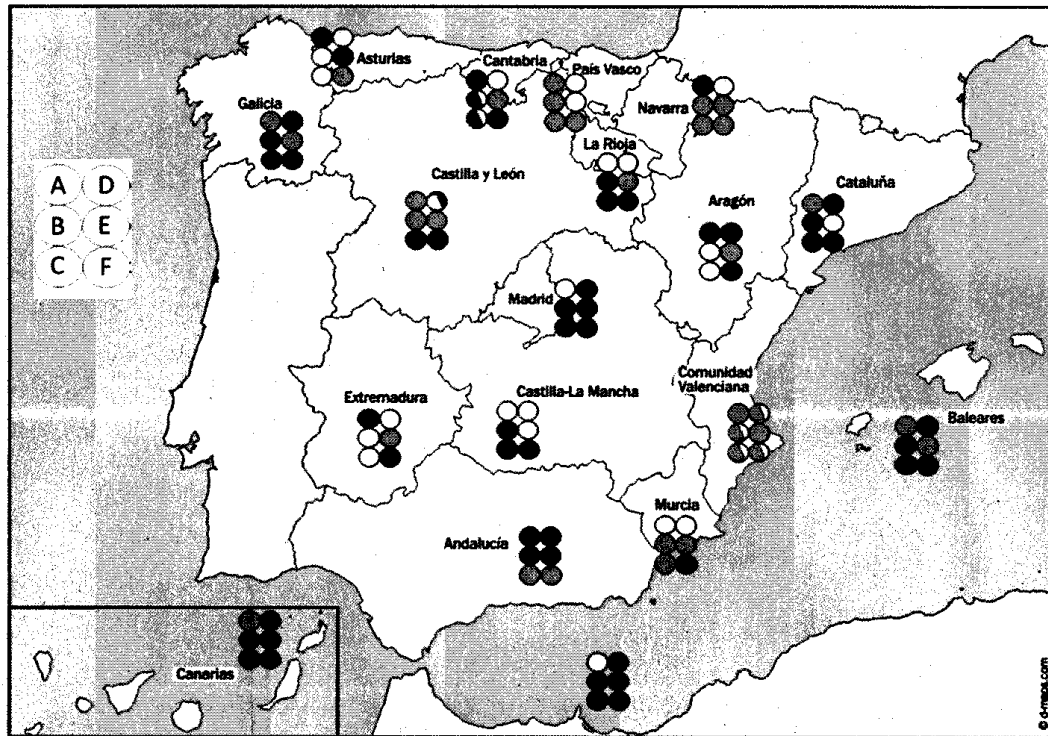 Asturias
Cantabria
País Vasco
Galicia
Navarra
La Rioja
A D
B E
C F
Castilla y León
Cataluña
Aragón
Madrid
Comunidad
Valenciana
Extremadura
Castilla-La Mancha
Baleares
Murcia
Andalucía
Canarias
© d-maps.com